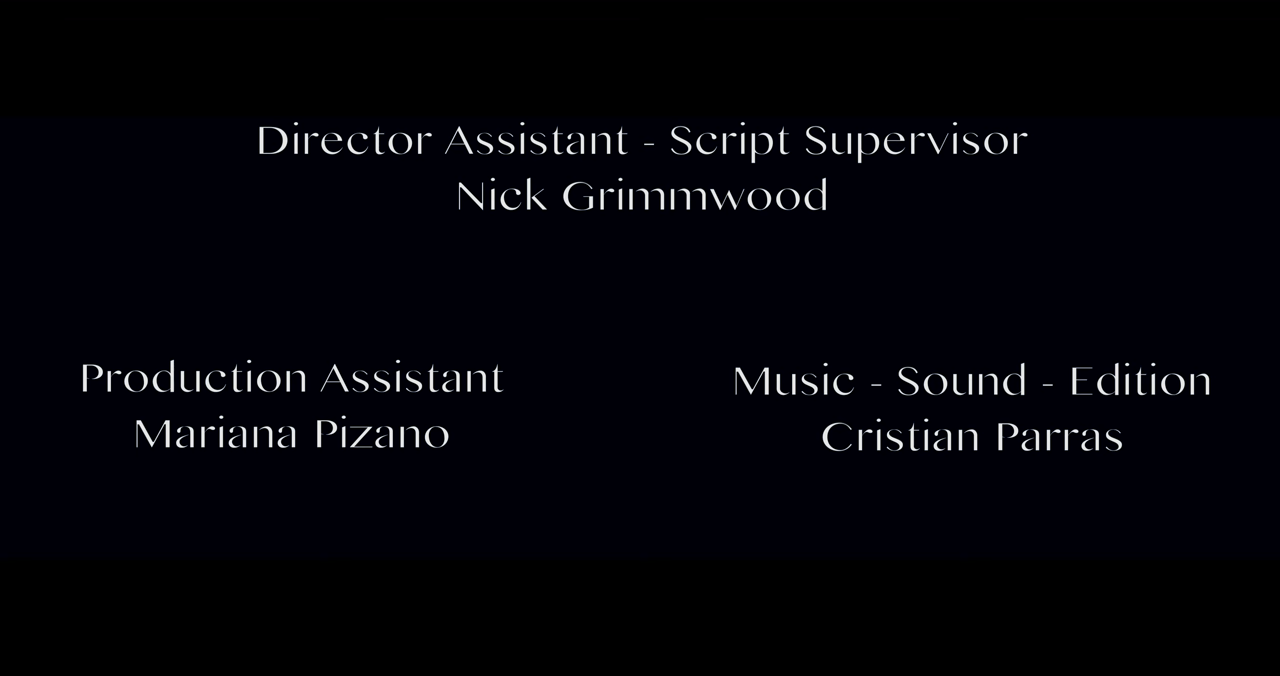 Director Assistant - Script Supervisor
Nick Grimmwood
Production Assistant
Mariana Pizano
Music - Sound - Edition
Cristian Parras